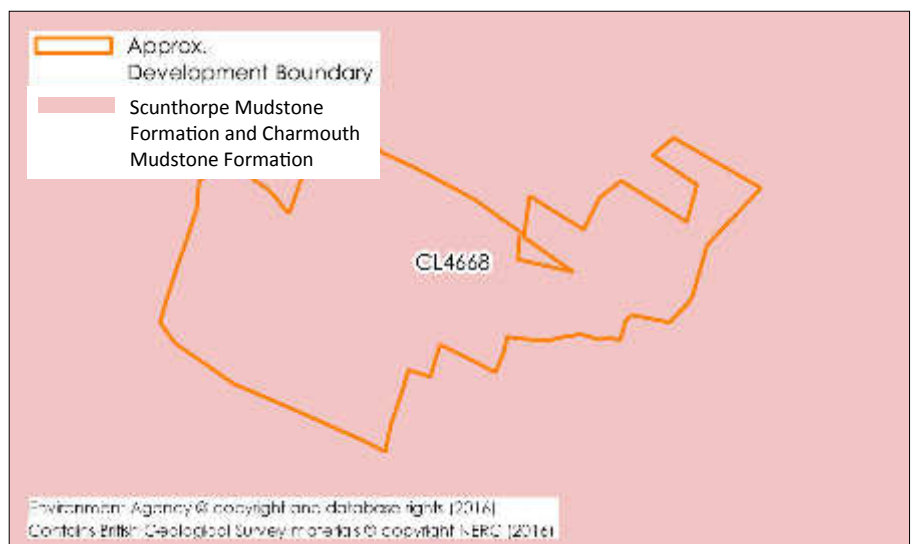 Approx.
Development Boundary
Scunthorpe Mudstone
Formation and Charmouth
Mudstone Formation
CL4668
Environment Agency © copyright and database rights (2016)
Contains British Geological Survey materials © copyright NERC (2016)